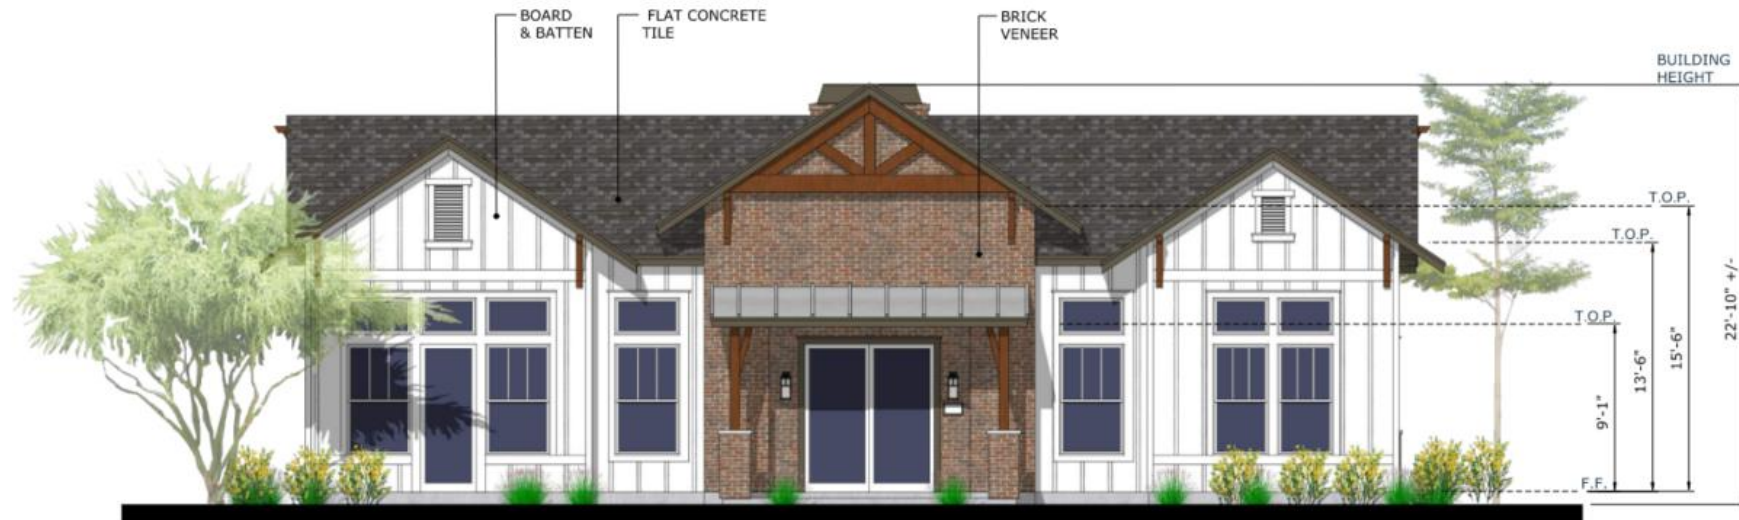 BOARD
& BATTEN
FLAT CONCRETE
TILE
BRICK
VENEER
BUILDING
HEIGHT
T.O.P.
T.O.P.
T.O.P.
F.F.
9'-1"
13'-6"
15'-6"
22'-10" +/-